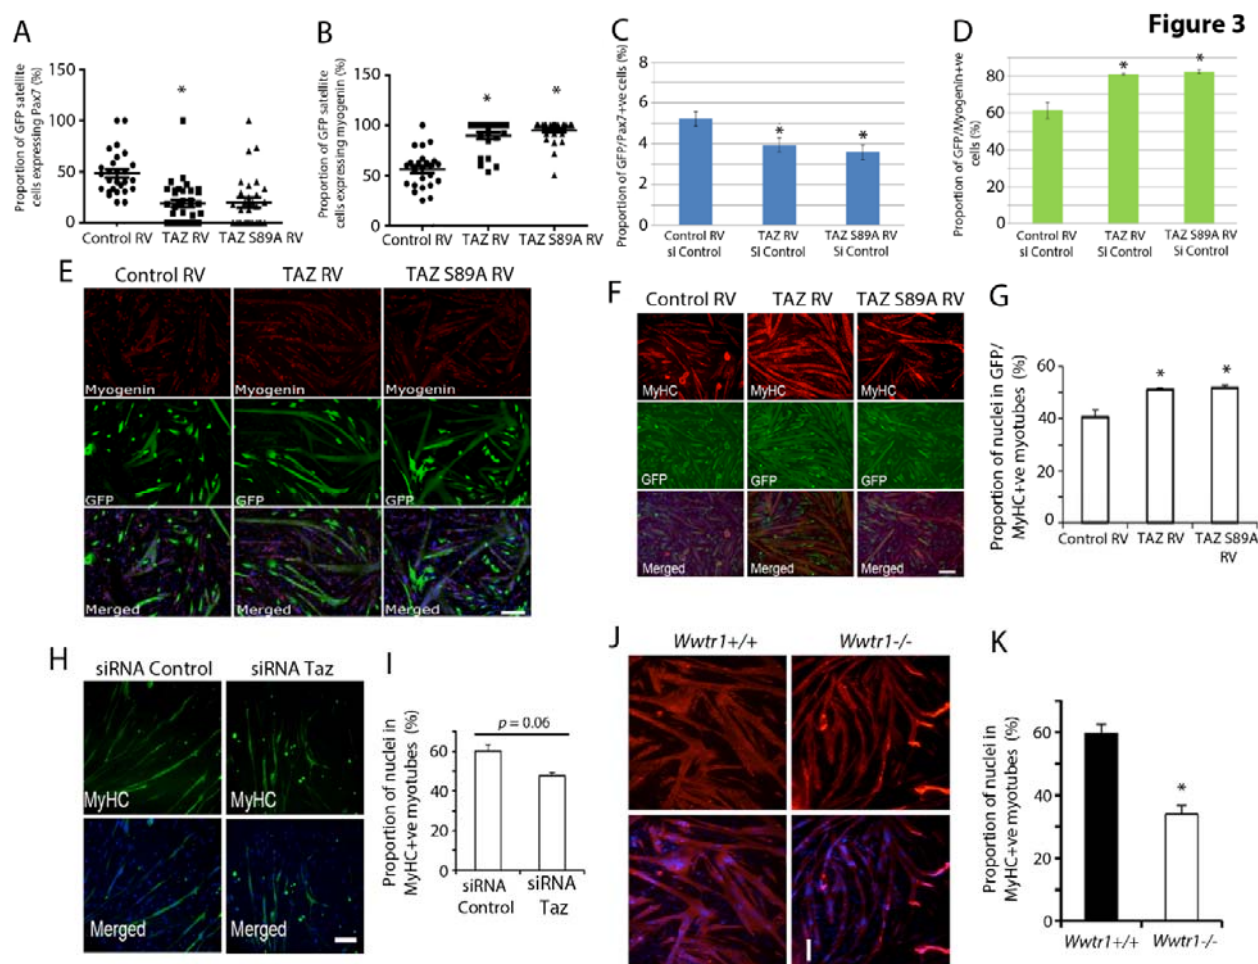 Figure 3
A
Proportion of GFP satellite
cells expressing Pax7 (%)
150
100
50
0
*
Control RV TAZ RV TAZ S89A RV
B
Proportion of GFP satellite
cells expressing myogenin (%)
150
100
50
0
*
*
Control RV TAZ RV TAZ S89A RV
C
Proportion of GFP/Pax7+ve cells (%)
8
6
4
2
0
*
*
Control RV TAZ RV TAZ S89A RV
si Control Si Control Si Control
D
Proportion of GFP/Myogenin+ve
cells (%)
80
60
40
20
0
*
*
Control RV TAZ RV TAZ S89A RV
si Control Si Control Si Control
E
Control RV TAZ RV TAZ S89A RV
Myogenin Myogenin Myogenin
GFP GFP GFP
Merged Merged Merged
F
Control RV TAZ RV TAZ S89A RV
MyHC MyHC MyHC
GFP GFP GFP
Merged Merged Merged
G
Proportion of nuclei in GFP/
MyHC+ve myotubes (%)
60
40
20
0
*
*
Control RV TAZ RV TAZ S89A
RV
H
siRNA Control siRNA Taz
MyHC MyHC
Merged Merged
I
Proportion of nuclei in
MyHC+ve myotubes (%)
p = 0.06
60
40
20
0
siRNA siRNA
Control Taz
J
Wwtr1+/+ Wwtr1-/-
K
Proportion of nuclei in
MyHC+ve myotubes (%)
60
40
60
20
0
*
Wwtr1+/+ Wwtr1-/-